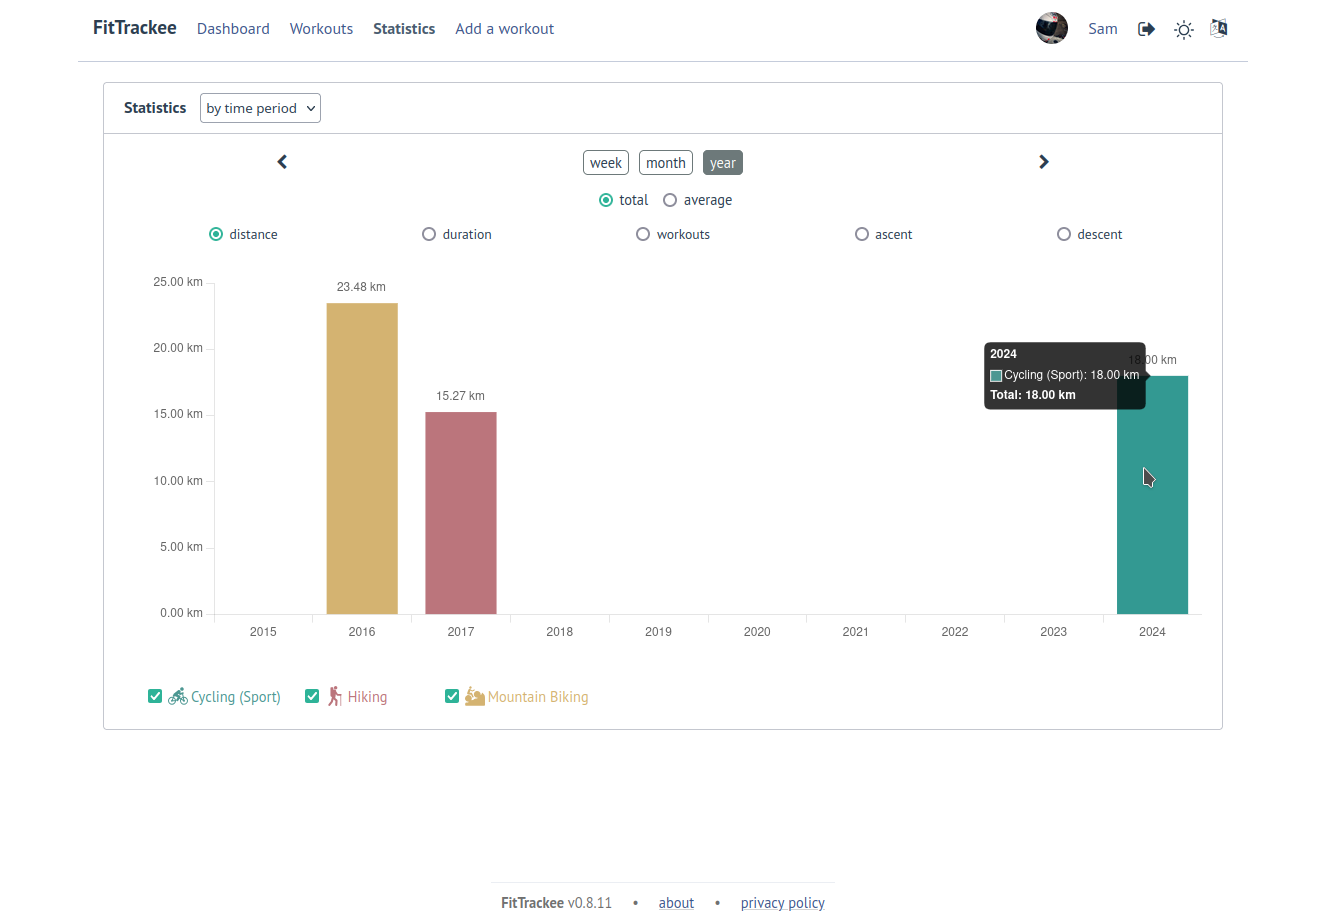 FitTrackee Dashboard Workouts Statistics Add a workout Sam
Statistics by time period
week month year
total average
distance duration workouts ascent descent
25.00 km
23.48 km
20.00 km
2024
18.00 km
Cycling (Sport): 18.00 km
Total: 18.00 km
15.00 km
15.27 km
10.00 km
5.00 km
0.00 km
2015 2016 2017 2018 2019 2020 2021 2022 2023 2024
Cycling (Sport) Hiking Mountain Biking
FitTrackee v0.8.11 • about • privacy policy